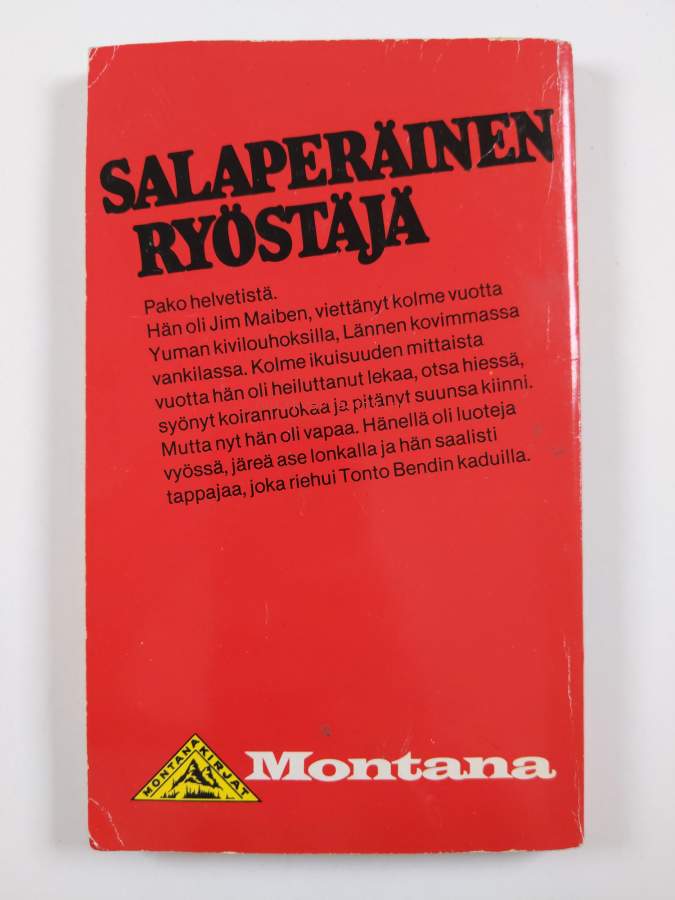 SALAPERÄINEN
RYÖSTÄJÄ
Pako helvetistä.
Hän oli Jim Maiben, viettänyt kolme vuotta
Yuman kivilouhoksilla, Lännen kovimmassa
vankilassa. Kolme ikuisuuden mittaista
vuotta hän oli heiluttanut lekaa, otsa hiessä,
syönyt koiranruokaa ja pitänyt suunsa kiinni.
Mutta nyt hän oli vapaa. Hänellä oli luoteja
vyössä, järeä ase lonkalla ja hän saalisti
tappajaa, joka riehui Tonto Bendin kaduilla.
MONTANAKIRJAT
Montana